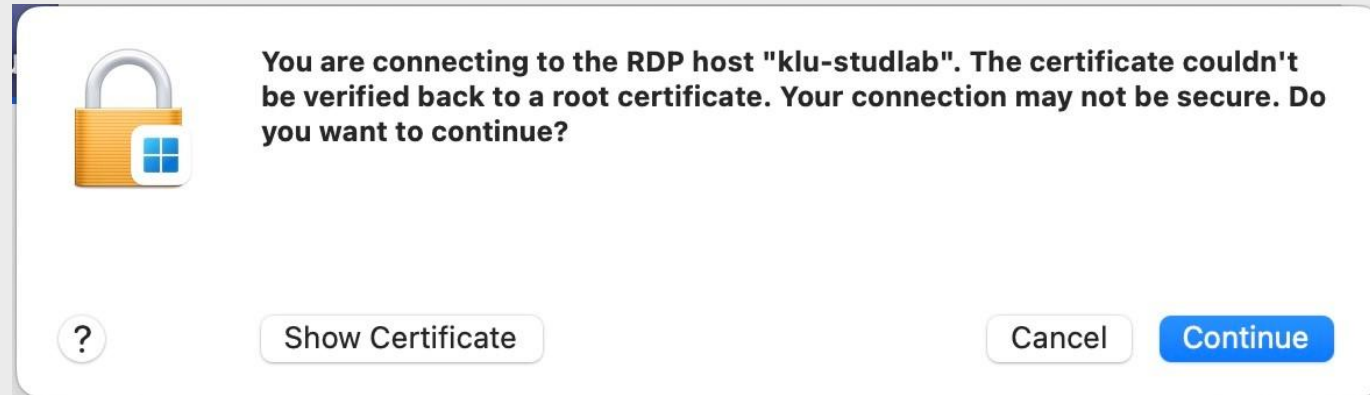 You are connecting to the RDP host "klu-studlab". The certificate couldn't
be verified back to a root certificate. Your connection may not be secure. Do
you want to continue?
?
Show Certificate
Cancel
Continue